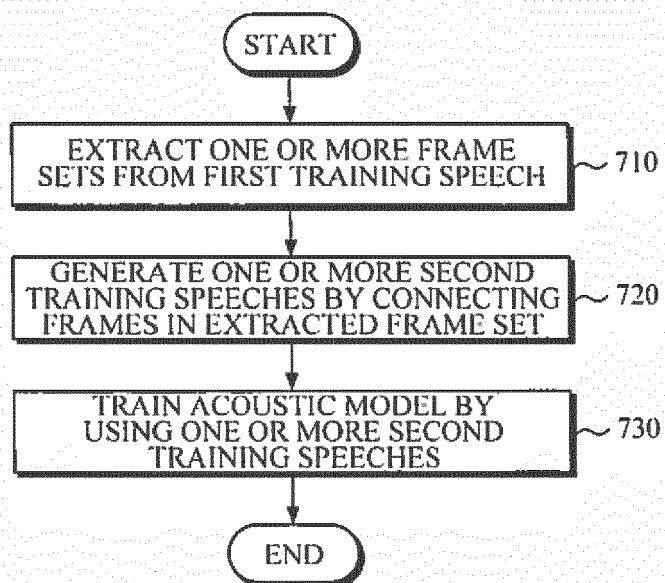 START
EXTRACT ONE OR MORE FRAME
SETS FROM FIRST TRAINING SPEECH
710
GENERATE ONE OR MORE SECOND
TRAINING SPEECHES BY CONNECTING
FRAMES IN EXTRACTED FRAME SET
720
TRAIN ACOUSTIC MODEL BY
USING ONE OR MORE SECOND
TRAINING SPEECHES
730
END